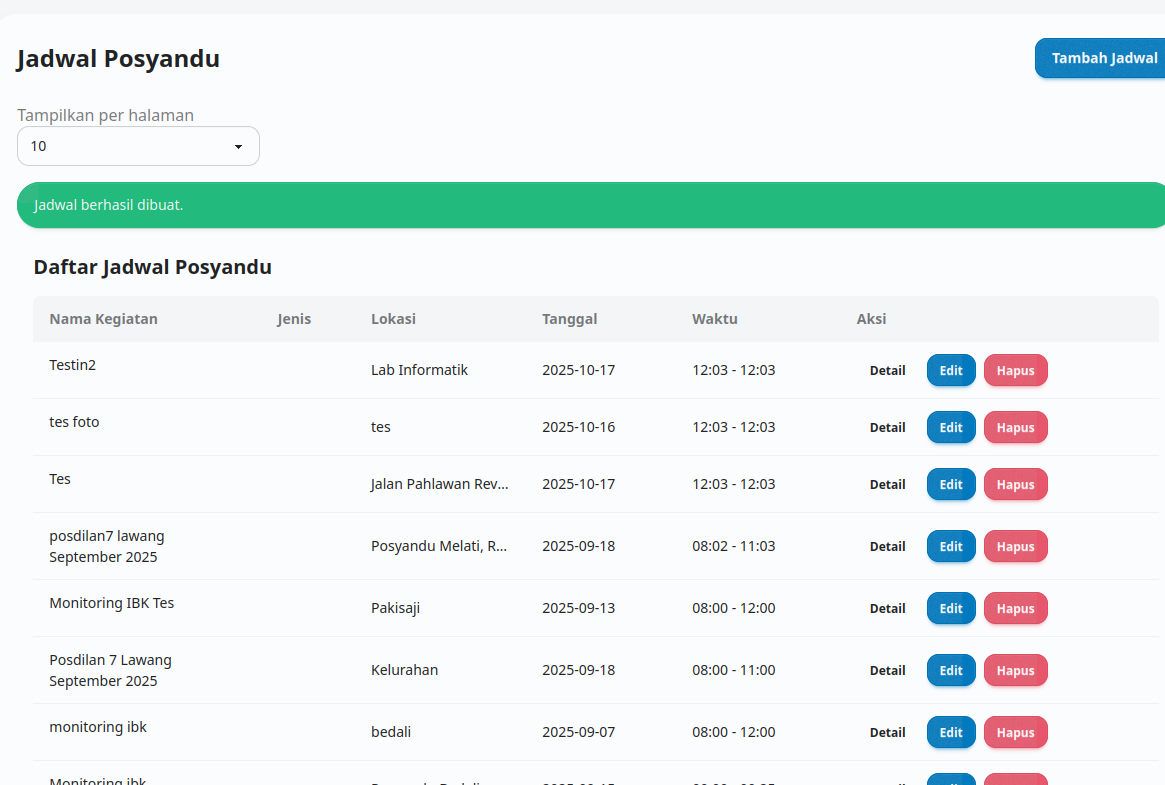 Jadwal Posyandu
Tambah Jadwal
Tampilkan per halaman
10
Jadwal berhasil dibuat.
Daftar Jadwal Posyandu
Nama Kegiatan Jenis Lokasi Tanggal Waktu Aksi
Testin2 Lab Informatik 2025-10-17 12:03 - 12:03 Detail Edit Hapus
tes foto tes 2025-10-16 12:03 - 12:03 Detail Edit Hapus
Tes Jalan Pahlawan Rev... 2025-10-17 12:03 - 12:03 Detail Edit Hapus
posdilan7 lawang
September 2025 Posyandu Melati, R... 2025-09-18 08:02 - 11:03 Detail Edit Hapus
Monitoring IBK Tes Pakisaji 2025-09-13 08:00 - 12:00 Detail Edit Hapus
Posdilan 7 Lawang
September 2025 Kelurahan 2025-09-18 08:00 - 11:00 Detail Edit Hapus
monitoring ibk bedali 2025-09-07 08:00 - 12:00 Detail Edit Hapus
Monitoring ibk